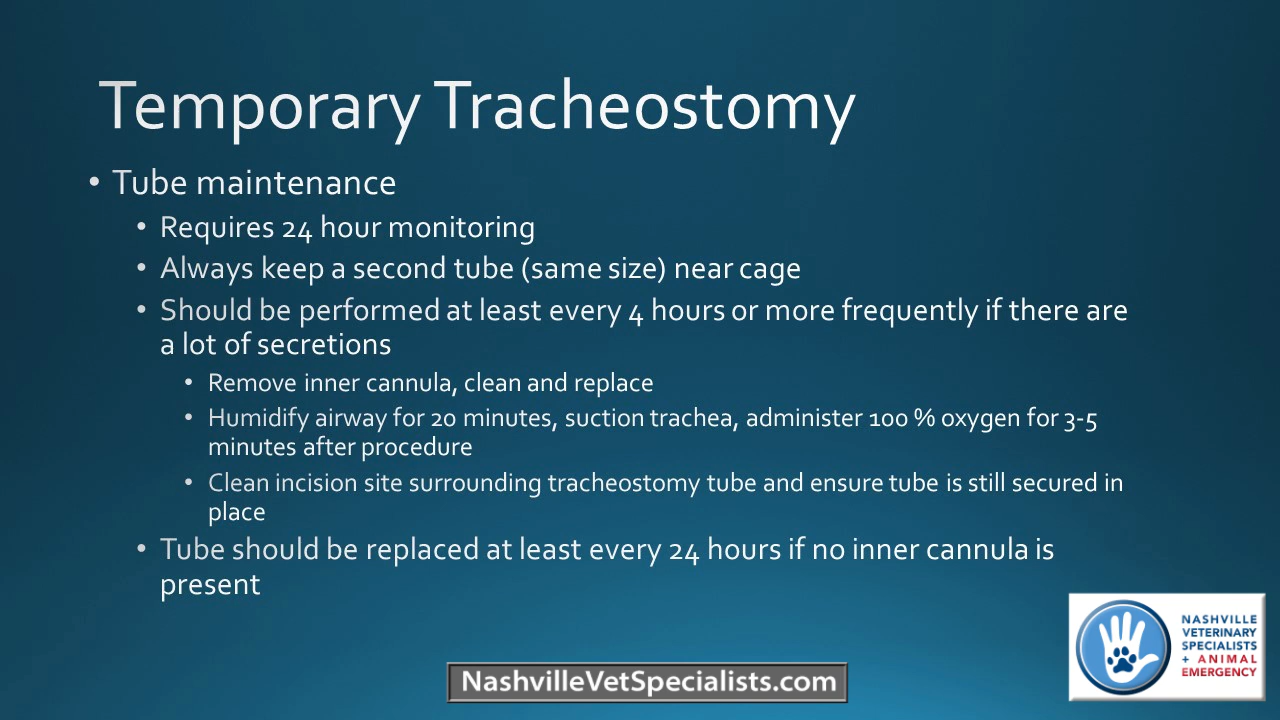 Temporary Tracheostomy
• Tube maintenance
• Requires 24 hour monitoring
• Always keep a second tube (same size) near cage
• Should be performed at least every 4 hours or more frequently if there are
a lot of secretions
• Remove inner cannula, clean and replace
• Humidify airway for 20 minutes, suction trachea, administer 100 % oxygen for 3-5
minutes after procedure
• Clean incision site surrounding tracheostomy tube and ensure tube is still secured in
place
• Tube should be replaced at least every 24 hours if no inner cannula is
present
NASHVILLE
VETERINARY
SPECIALISTS
+ ANIMAL
EMERGENCY
NashvilleVetSpecialists.com